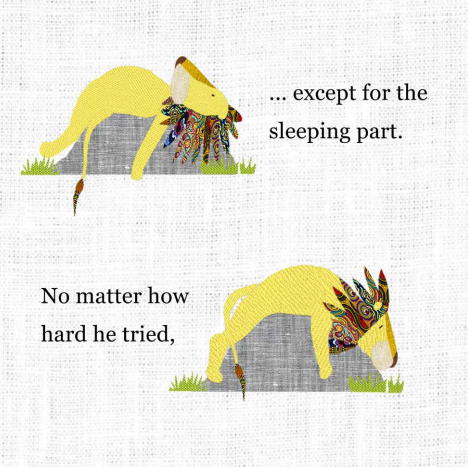 ... except for the
sleeping part.
No matter how
hard he tried,